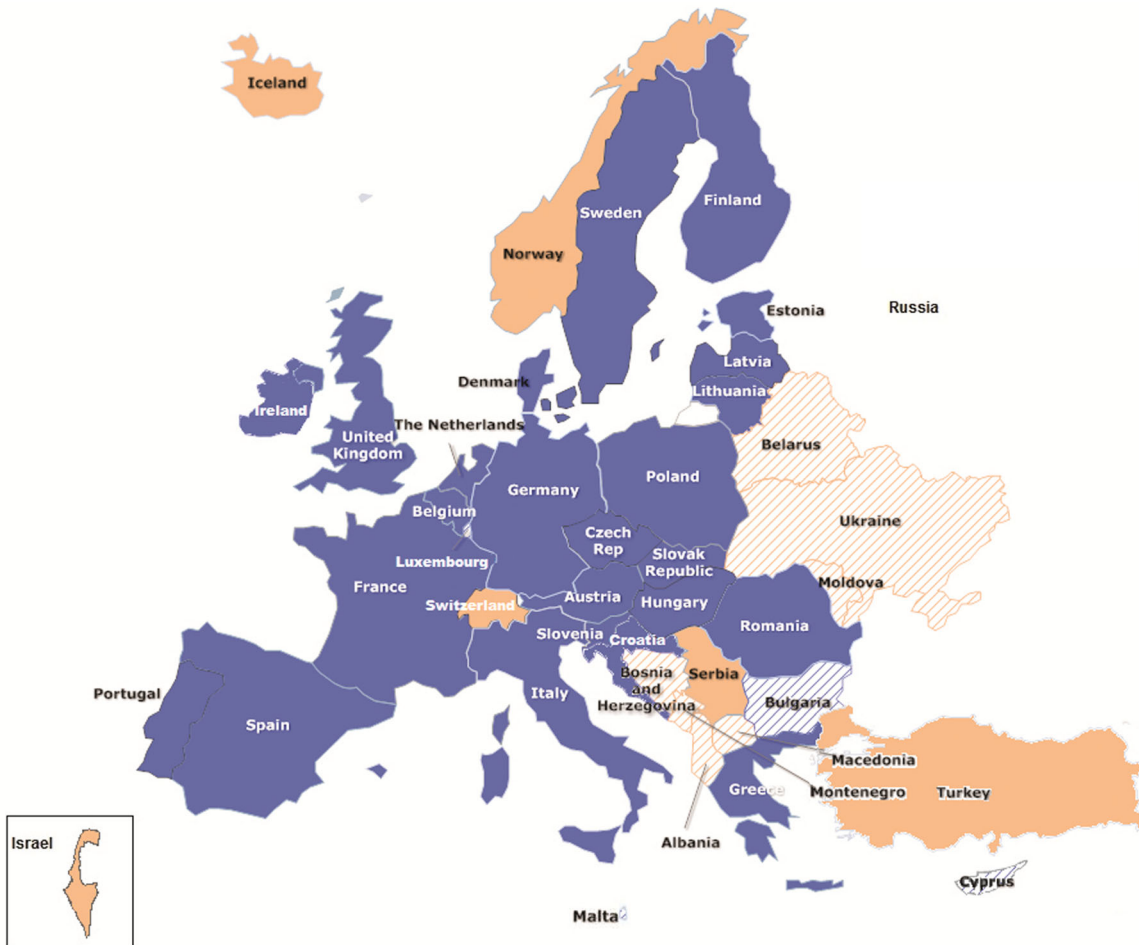 Iceland
Sweden
Finland
Norway
Estonia
Russia
Latvia
Denmark
Lithuania
Ireland
The Netherlands
United
Kingdom
Belarus
Poland
Germany
Belgium
Ukraine
Czech
Rep
Slovak
Republic
Luxembourg
France
Moldova
Austria
Switzerland
Hungary
Romania
Slovenia
Croatia
Bosnia
and
Herzegovina
Serbia
Portugal
Italy
Spain
Bulgaria
Macedonia
Greece
Montenegro
Turkey
Albania
Israel
Cyprus
Malta